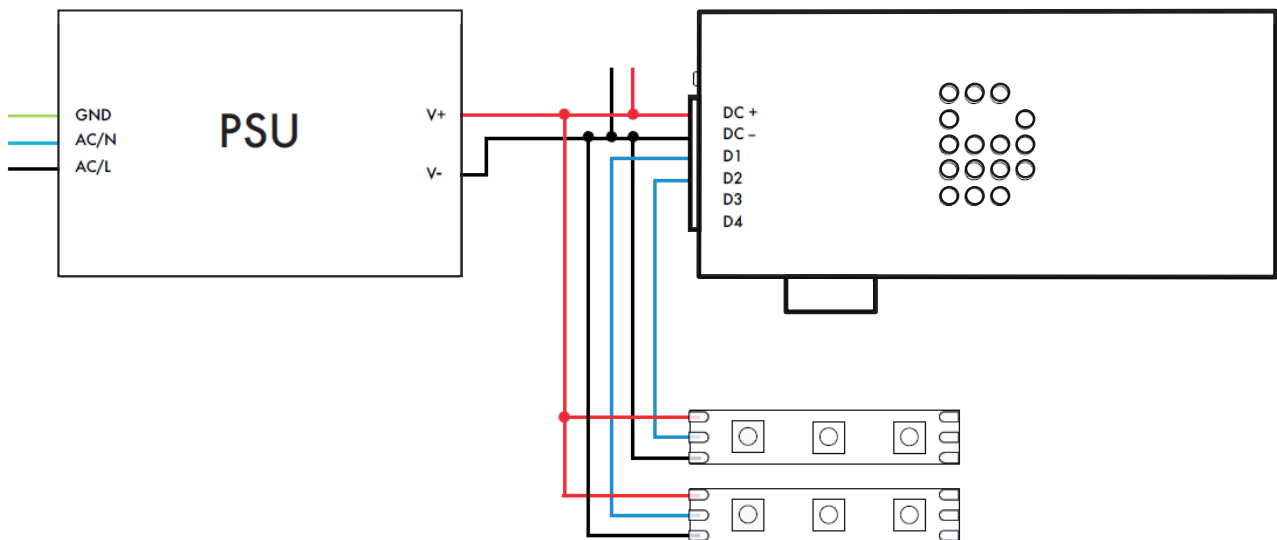 GND
AC/N
AC/L
PSU
V+
V-
DC +
DC –
D1
D2
D3
D4